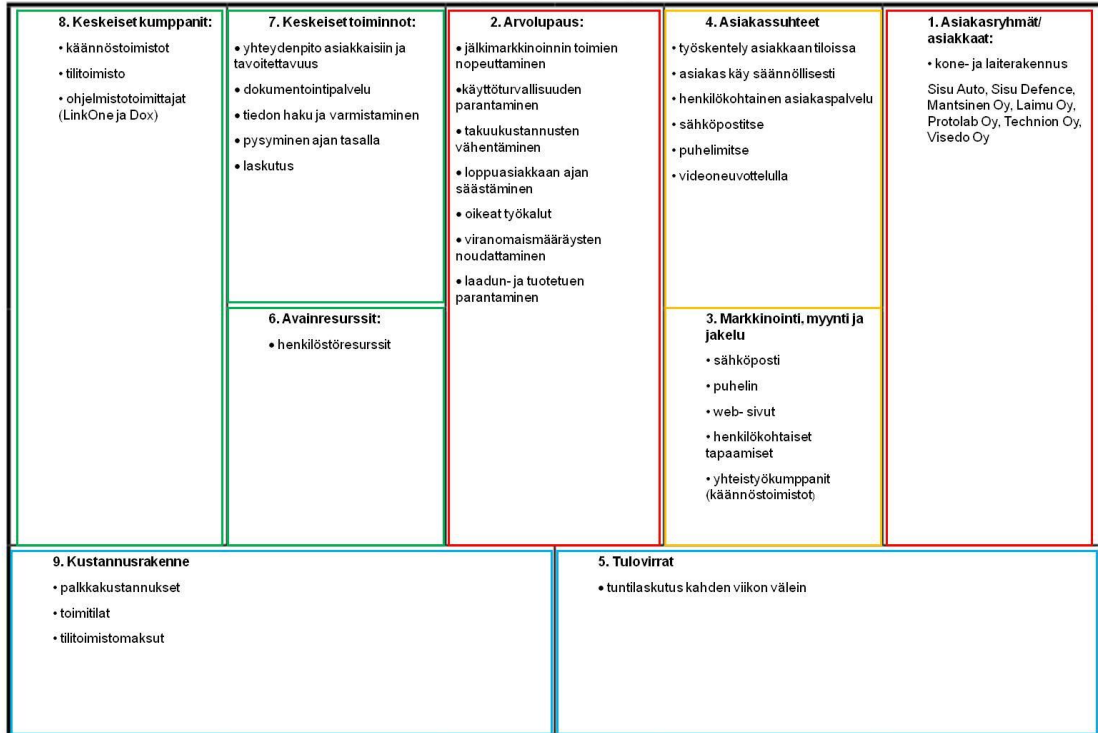 8. Keskeiset kumppanit:
• käännöstoimistot
• tilitoimisto
• ohjelmistotoimittajat
(LinkOne ja Dox)
7. Keskeiset toiminnot:
• yhteydenpito asiakkaisiin ja
tavoitettavuus
• dokumentointipalvelu
• tiedon haku ja varmistaminen
• pysyminen ajan tasalla
• laskutus
6. Avainresurssit:
• henkilöstöresurssit
2. Arvolupaus:
• jälkimarkkinoinnin toimien
nopeuttaminen
•käyttöturvallisuuden
parantaminen
• takuukustannusten
vähentäminen
• loppuasiakkaan ajan
säästäminen
• oikeat työkalut
• viranomaismääräysten
noudattaminen
• laadun- ja tuotetuen
parantaminen
4. Asiakassuhteet
• työskentely asiakkaan tiloissa
• asiakas käy säännöllisesti
• henkilökohtainen asiakaspalvelu
• sähköpostitse
• puhelimitse
• videoneuvottelulla
3. Markkinointi, myynti ja
jakelu
• sähköposti
• puhelin
• web- sivut
• henkilökohtaiset
tapaamiset
• yhteistyökumppanit
(käännöstoimistot)
1. Asiakasryhmät/
asiakkaat:
• kone- ja laiterakennus
Sisu Auto, Sisu Defence,
Mantsinen Oy, Laimu Oy,
Protolab Oy, Technion Oy,
Visedo Oy
9. Kustannusrakenne
• palkkakustannukset
• toimitilat
• tilitoimistomaksut
5. Tulovirrat
• tuntilaskutus kahden viikon välein